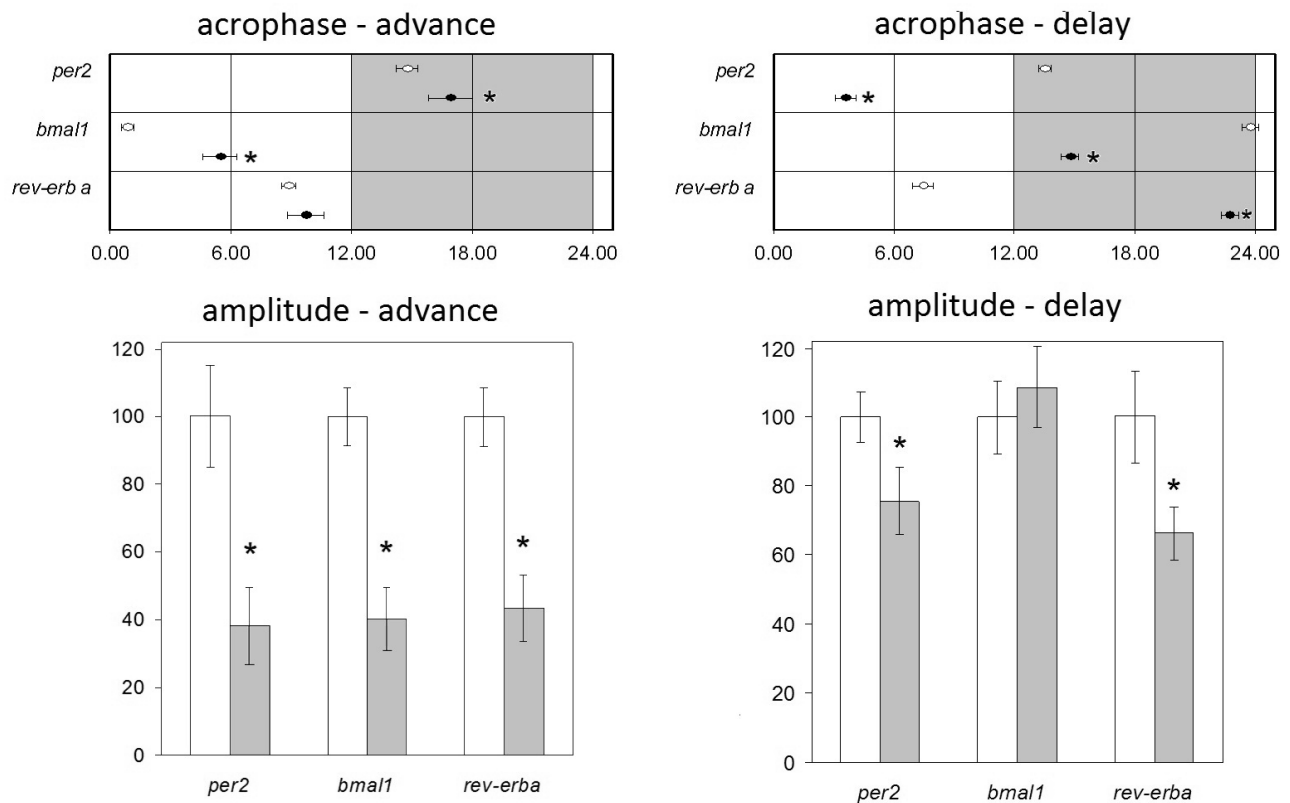 acrophase - advance
per2
*
bmal1
*
rev-erb a
0.00 6.00 12.00 18.00 24.00
acrophase - delay
per2
*
bmal1
*
rev-erb a
*
0.00 6.00 12.00 18.00 24.00
amplitude - advance
120
100
80
60
40
20
0
* * *
per2 bmal1 rev-erba
amplitude - delay
120
100
80
60
40
20
0
* *
per2 bmal1 rev-erba